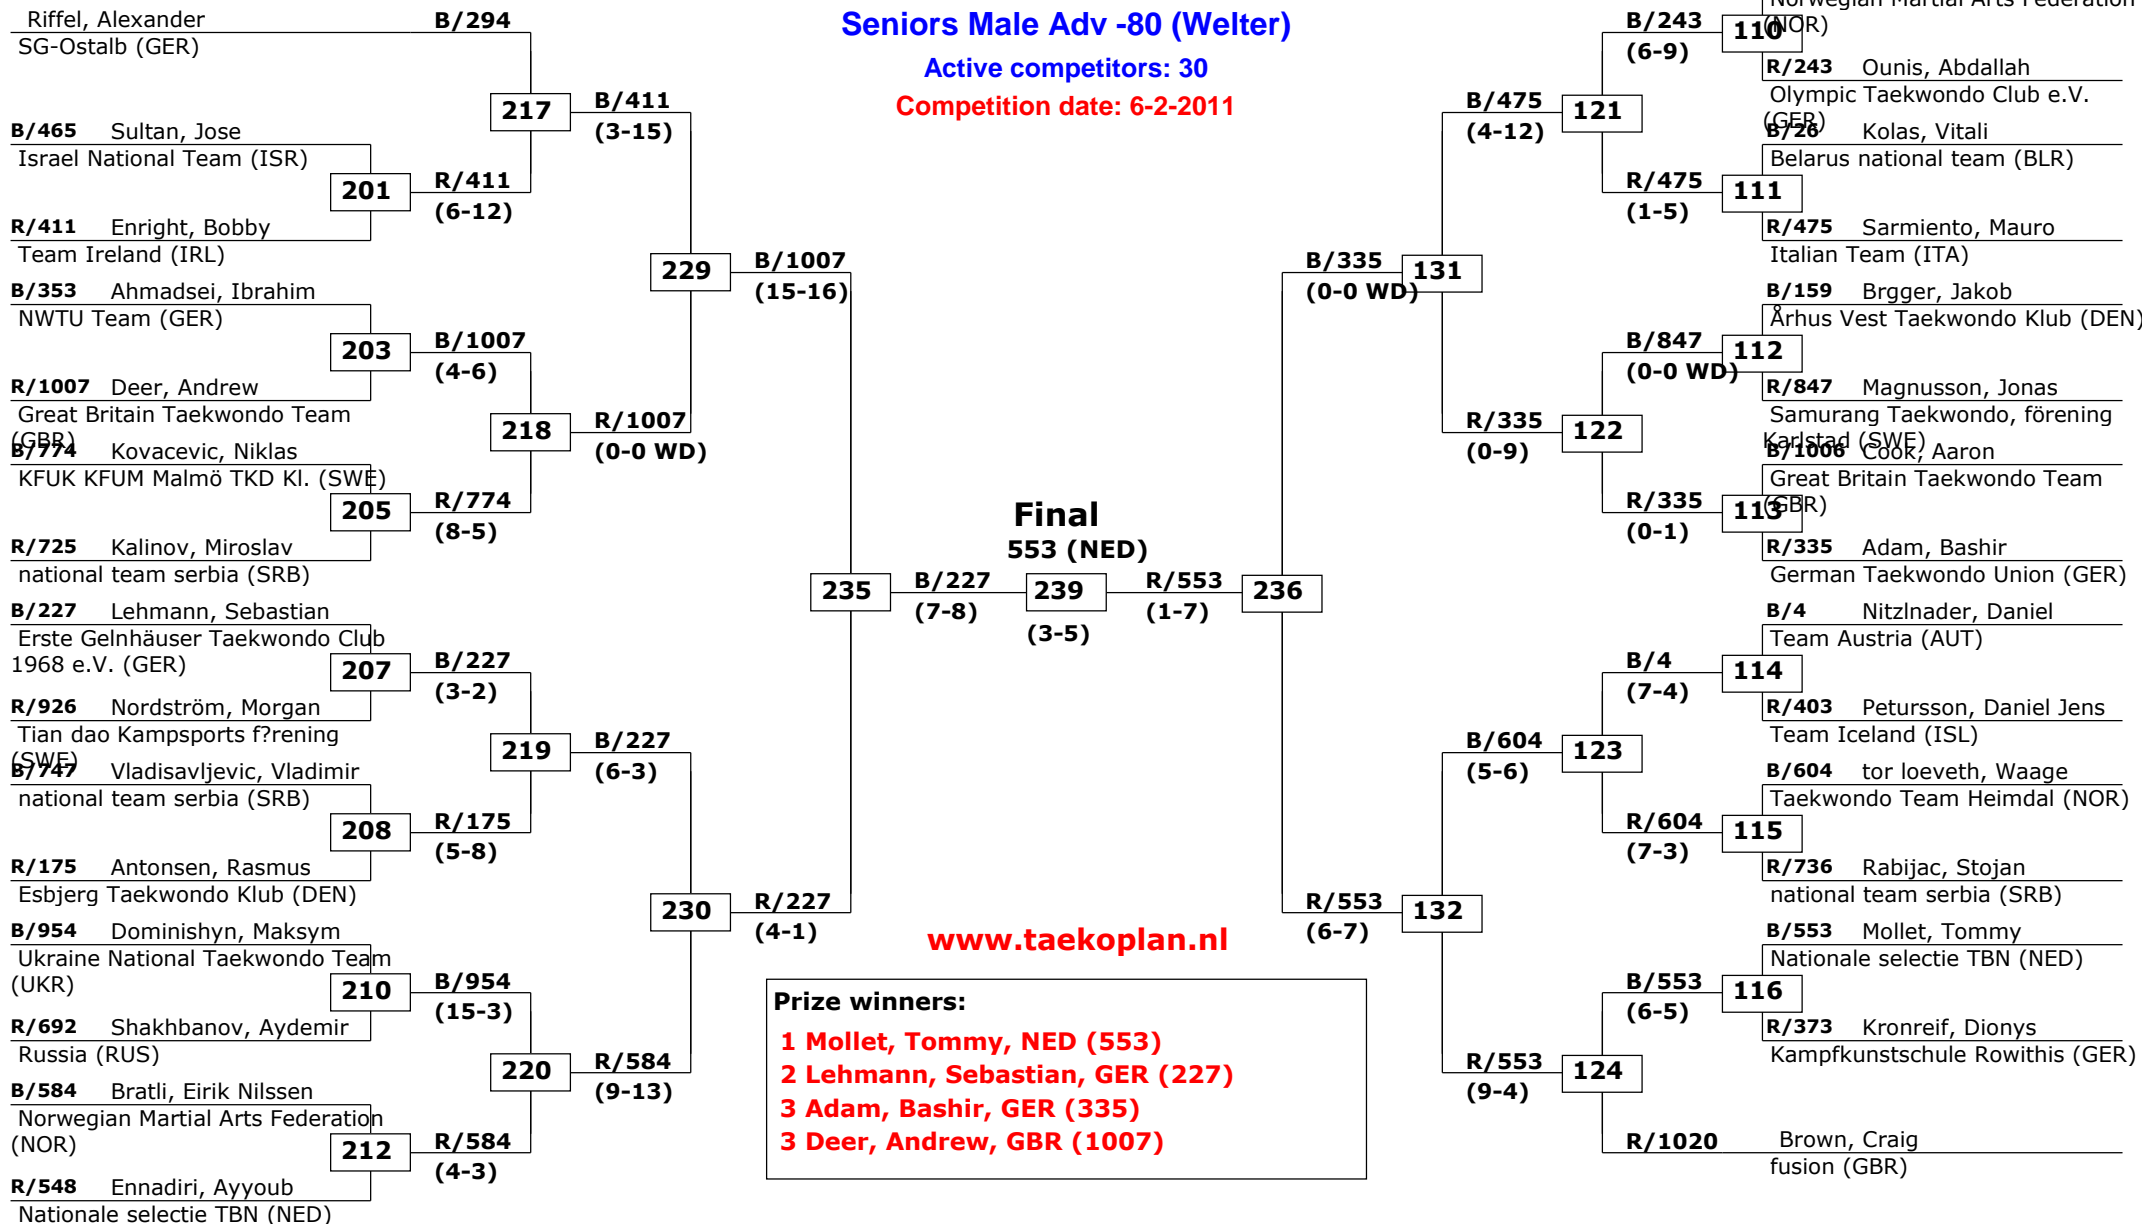 Seniors Male Adv -80 (Welter)
Active competitors: 30
Competition date: 6-2-2011
Riffel, Alexander
SG-Ostalb (GER)
B/294
B/465 Sultan, Jose
Israel National Team (ISR)
201
R/411 Enright, Bobby
Team Ireland (IRL)
R/411
(6-12)
217
B/411
(3-15)
B/353 Ahmadsei, Ibrahim
NWTU Team (GER)
203
R/1007 Deer, Andrew
Great Britain Taekwondo Team
(GBR)
B/1007
(4-6)
B/774 Kovacevic, Niklas
KFUK KFUM Malmö TKD Kl. (SWE)
205
R/725 Kalinov, Miroslav
national team serbia (SRB)
R/774
(8-5)
218
R/1007
(0-0 WD)
229
B/1007
(15-16)
B/227 Lehmann, Sebastian
Erste Gelnhäuser Taekwondo Club
1968 e.V. (GER)
207
R/926 Nordström, Morgan
Tian dao Kampsports f?rening
(SWE)
B/227
(3-2)
B/747 Vladisavljevic, Vladimir
national team serbia (SRB)
208
R/175 Antonsen, Rasmus
Esbjerg Taekwondo Klub (DEN)
R/175
(5-8)
219
B/227
(6-3)
B/954 Dominishyn, Maksym
Ukraine National Taekwondo Team
(UKR)
210
R/692 Shakhbanov, Aydemir
Russia (RUS)
B/954
(15-3)
B/584 Bratli, Eirik Nilssen
Norwegian Martial Arts Federation
(NOR)
212
R/548 Ennadiri, Ayyoub
Nationale selectie TBN (NED)
R/584
(4-3)
220
R/584
(9-13)
230
R/227
(4-1)
235
B/227
(7-8)
Final
553 (NED)
239
(3-5)
R/553
(1-7)
236
B/335
(0-0 WD)
131
B/475
(4-12)
121
B/243
(6-9)
110
Norwegian Martial Arts Federation
(NOR)
R/243 Ounis, Abdallah
Olympic Taekwondo Club e.V.
(GER)
R/475
(1-5)
111
B/26 Kolas, Vitali
Belarus national team (BLR)
R/475 Sarmiento, Mauro
Italian Team (ITA)
R/335
(0-9)
122
B/847
(0-0 WD)
112
B/159 Brgger, Jakob
Århus Vest Taekwondo Klub (DEN)
R/847 Magnusson, Jonas
Samurang Taekwondo, förening
Karlstad (SWE)
R/335
(0-1)
113
B/1006 Cook, Aaron
Great Britain Taekwondo Team
(GBR)
R/335 Adam, Bashir
German Taekwondo Union (GER)
R/553
(6-7)
132
B/604
(5-6)
123
B/4
(7-4)
114
B/4 Nitzlnader, Daniel
Team Austria (AUT)
R/403 Petursson, Daniel Jens
Team Iceland (ISL)
R/604
(7-3)
115
B/604 tor loeveth, Waage
Taekwondo Team Heimdal (NOR)
R/736 Rabijac, Stojan
national team serbia (SRB)
R/553
(9-4)
124
B/553
(6-5)
116
B/553 Mollet, Tommy
Nationale selectie TBN (NED)
R/373 Kronreif, Dionys
Kampfkunstschule Rowithis (GER)
R/1020 Brown, Craig
fusion (GBR)
www.taekoplan.nl
Prize winners:
1 Mollet, Tommy, NED (553)
2 Lehmann, Sebastian, GER (227)
3 Adam, Bashir, GER (335)
3 Deer, Andrew, GBR (1007)